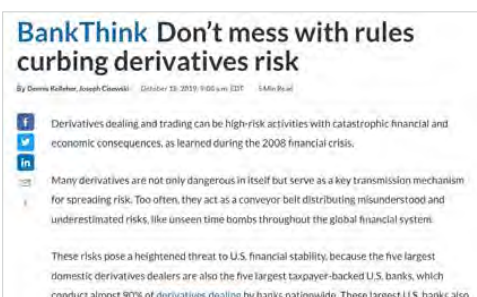 BankThink Don't mess with rules
curbing derivatives risk
By Dennis Kelleher, Joseph Cisewski October 18, 2019, 9:00 a.m. EDT 5 Min Read
Derivatives dealing and trading can be high-risk activities with catastrophic financial and
economic consequences, as learned during the 2008 financial crisis.
Many derivatives are not only dangerous in itself but serve as a key transmission mechanism
for spreading risk. Too often, they act as a conveyor belt distributing misunderstood and
underestimated risks, like unseen time bombs throughout the global financial system.
These risks pose a heightened threat to U.S. financial stability, because the five largest
domestic derivatives dealers are also the five largest taxpayer-backed U.S. banks, which
conduct almost 90% of derivatives dealing by banks nationwide. These largest U.S. banks also